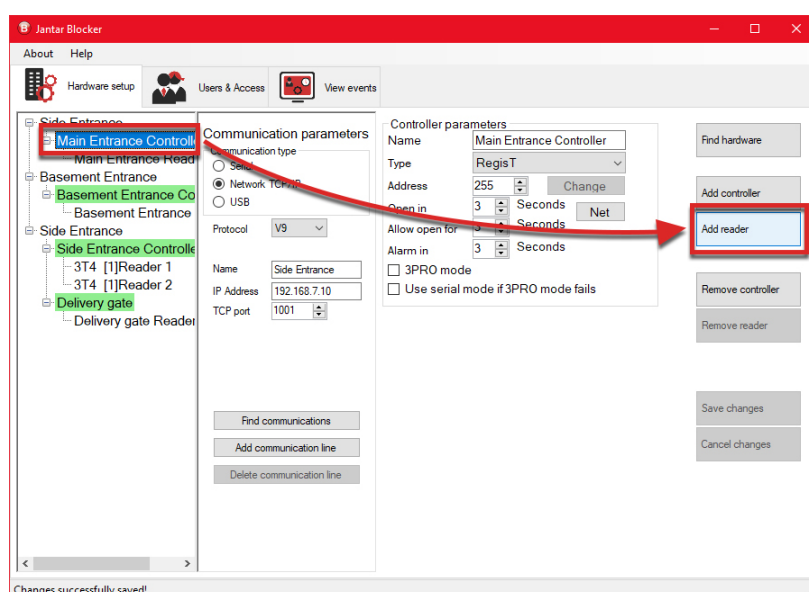 Jantar Blocker
About Help
Hardware setup
Users & Access
View events
Side Entrance
Main Entrance Controlle
Main Entrance Read
Basement Entrance
Basement Entrance Co
Basement Entrance
Side Entrance
Side Entrance Controlle
3T4 [1]Reader 1
3T4 [1]Reader 2
Delivery gate
Delivery gate Reader
Communication parameters
Communication type
Serial
Network TCP/IP
USB
Protocol V9
Name Side Entrance
IP Address 192.168.7.10
TCP port 1001
Find communications
Add communication line
Delete communication line
Controller parameters
Name Main Entrance Controller
Type RegisT
Address 255 Change
Open in 3 Seconds Net
Allow open for 3 Seconds
Alarm in 3 Seconds
3PRO mode
Use serial mode if 3PRO mode fails
Find hardware
Add controller
Add reader
Remove controller
Remove reader
Save changes
Cancel changes
Changes successfully saved!